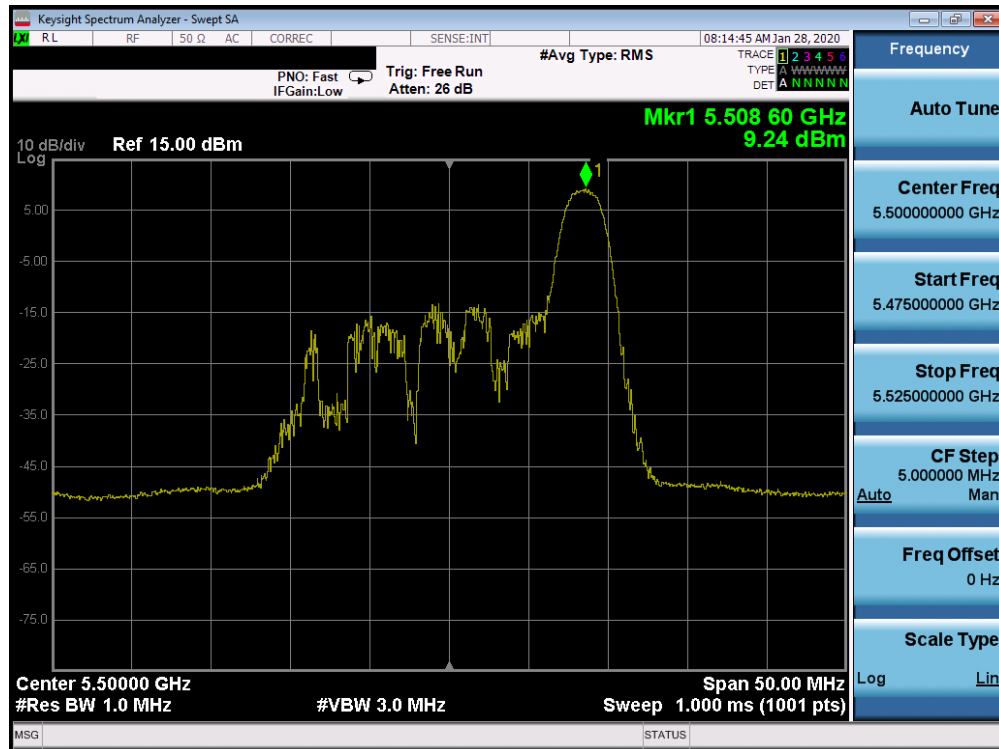 Keysight Spectrum Analyzer - Swept SA
LXI RL RF 50 Ω AC CORREC SENSE:INT 08:14:45 AM Jan 28, 2020
#Avg Type: RMS TRACE 1 2 3 4 5 6
PNO: Fast Trig: Free Run TYPE A WWWWW
IFGain:Low Atten: 26 dB DET A N N N N N
Mkr1 5.508 60 GHz
9.24 dBm
10 dB/div Ref 15.00 dBm
Log
1
5.00
-5.00
-15.0
-25.0
-35.0
-45.0
-55.0
-65.0
-75.0
Center 5.50000 GHz Span 50.00 MHz
#Res BW 1.0 MHz #VBW 3.0 MHz Sweep 1.000 ms (1001 pts)
MSG STATUS
Frequency
Auto Tune
Center Freq
5.500000000 GHz
Start Freq
5.475000000 GHz
Stop Freq
5.525000000 GHz
CF Step
5.000000 MHz
Auto Man
Freq Offset
0 Hz
Scale Type
Log Lin